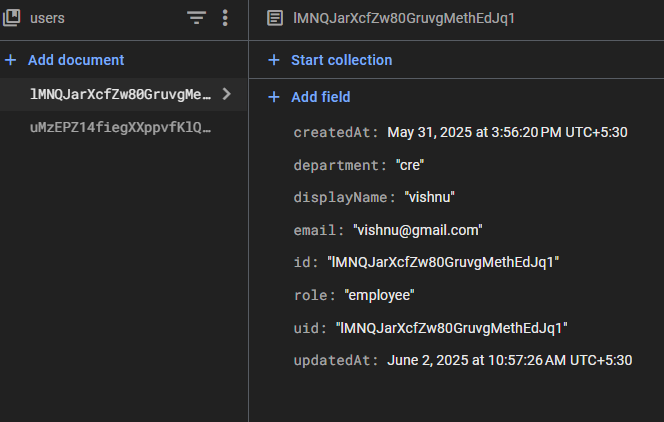 users
Add document
lMNQJarXcfZw80GruvgMe...
uMzEPZ14fiegXXppvfKlQ...
lMNQJarXcfZw80GruvgMethEdJq1
Start collection
Add field
createdAt: May 31, 2025 at 3:56:20 PM UTC+5:30
department: "cre"
displayName: "vishnu"
email: "vishnu@gmail.com"
id: "lMNQJarXcfZw80GruvgMethEdJq1"
role: "employee"
uid: "lMNQJarXcfZw80GruvgMethEdJq1"
updatedAt: June 2, 2025 at 10:57:26 AM UTC+5:30